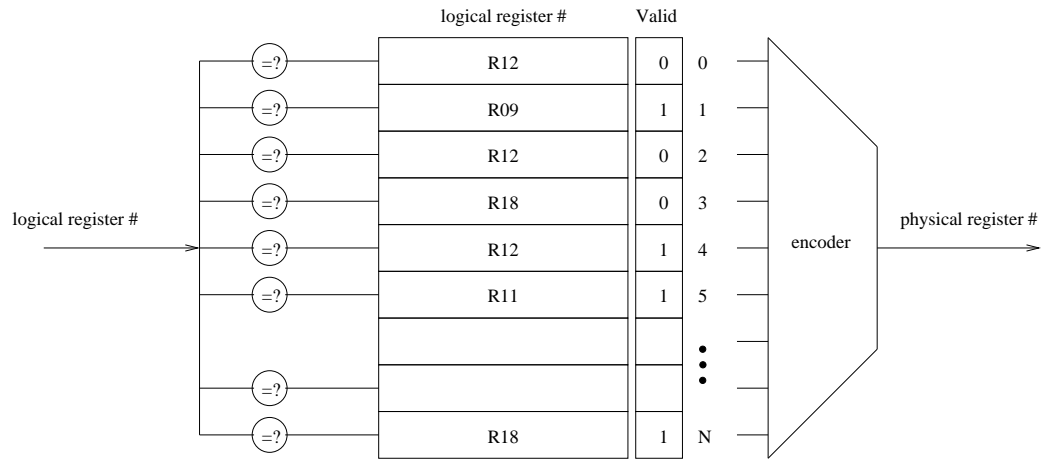 logical register # Valid
=? R12 0 0
=? R09 1 1
=? R12 0 2
=? R18 0 3
logical register # physical register #
=? R12 1 4 encoder
=? R11 1 5
=?
=? R18 1 N